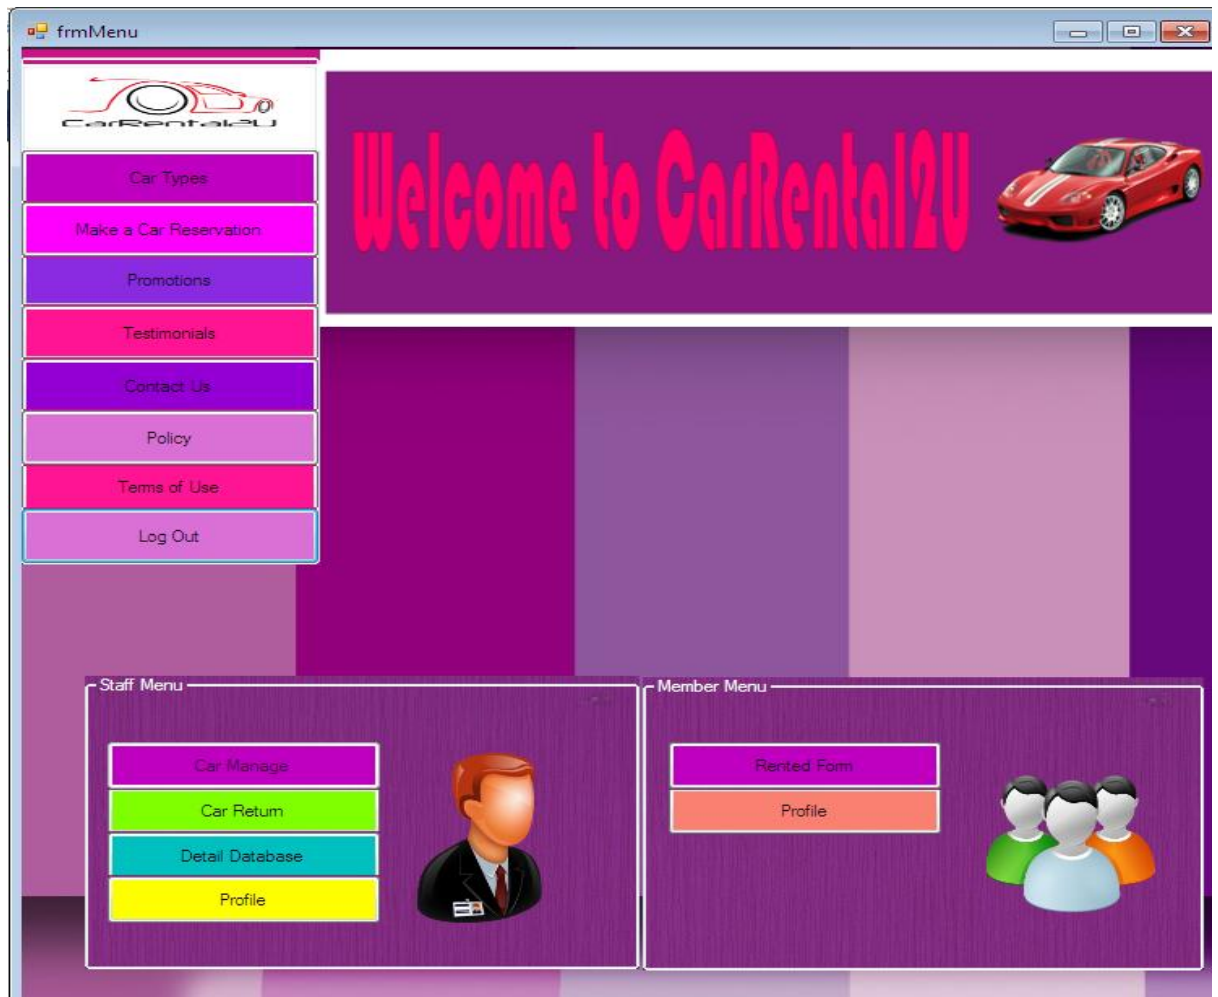 frmMenu
CarRental2U
Car Types
Make a Car Reservation
Promotions
Testimonials
Contact Us
Policy
Terms of Use
Log Out
Welcome to CarRental2U
Staff Menu
Car Manage
Car Return
Detail Database
Profile
Member Menu
Rented Form
Profile